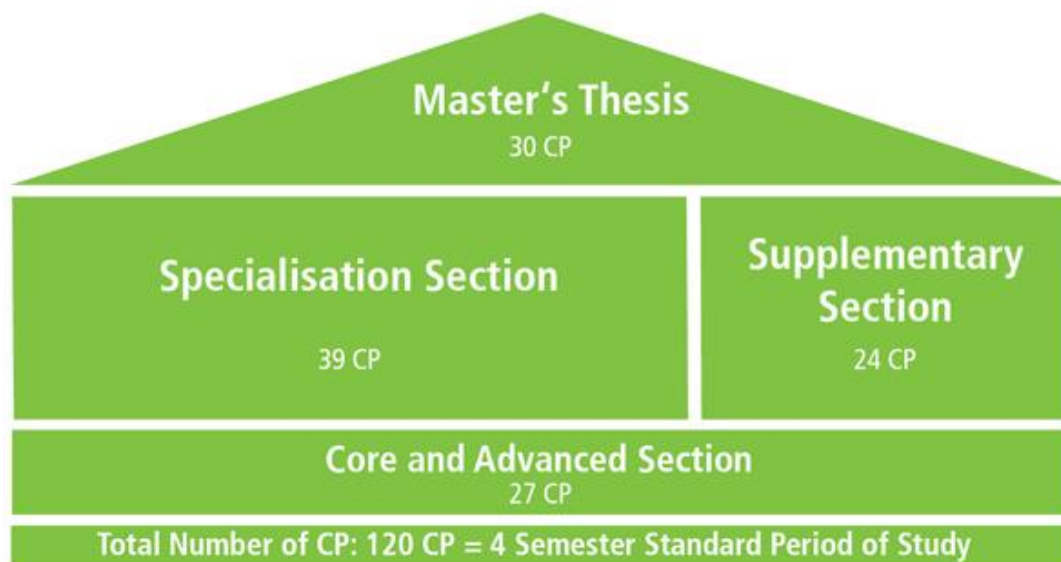 Master's Thesis
30 CP
Specialisation Section
39 CP
Supplementary
Section
24 CP
Core and Advanced Section
27 CP
Total Number of CP: 120 CP = 4 Semester Standard Period of Study